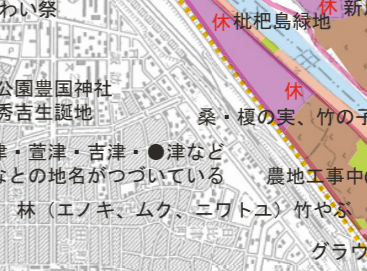 わい祭
休 新川
休枇杷島緑地
休
公園豊国神社
秀吉生誕地
桑・榎の実、竹の子
津・萱津・吉津・●津など
などの地名がつづいている
農地工事中
林（エノキ、ムク、ニワトコ）竹やぶ
グラウ